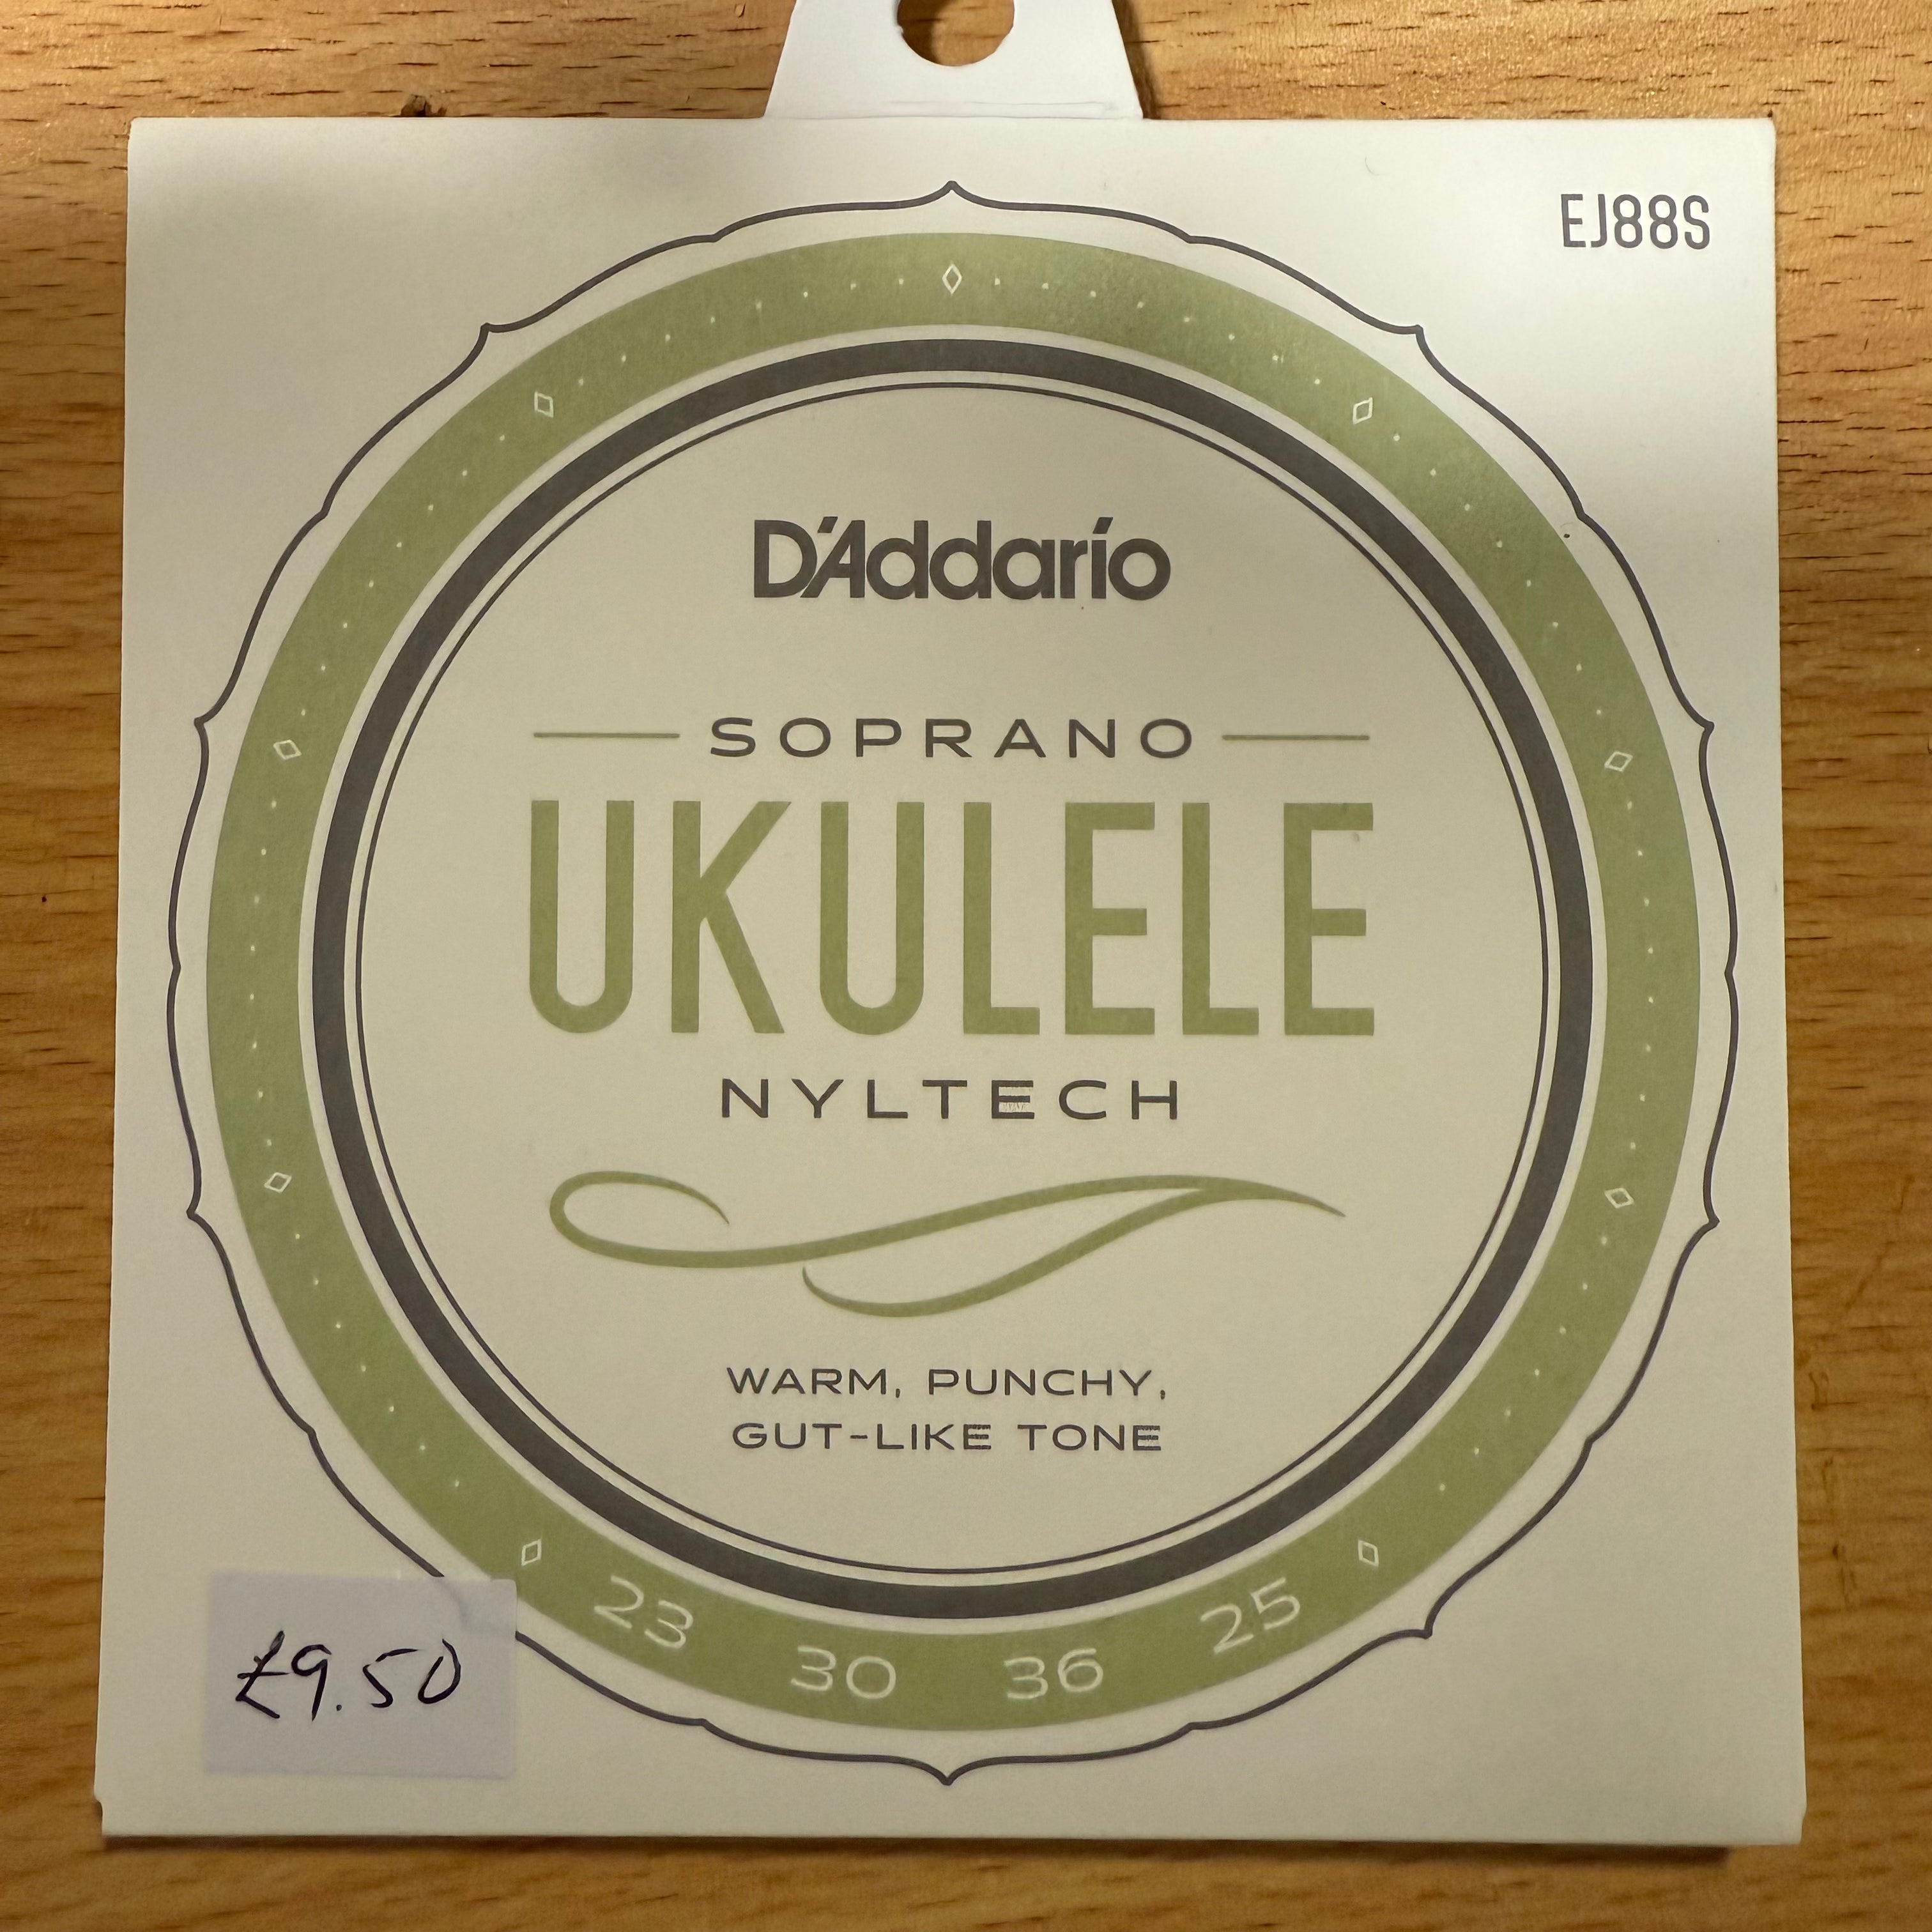 EJ88S
D'Addario
SOPRANO
UKULELE
NYLTECH
WARM, PUNCHY,
GUT-LIKE TONE
23 30 36 25
£9.50